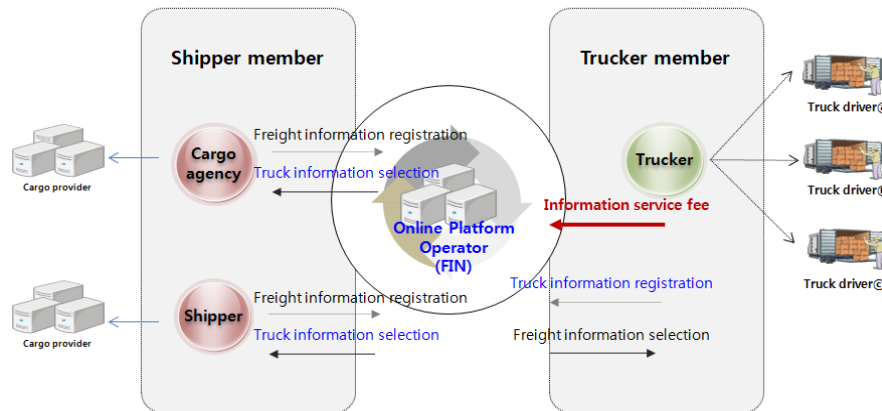 Shipper member
Trucker member
Truck driverⓐ
Freight information registration
Cargo
agency
Truck information selection
Cargo provider
Trucker
Truck driver
Information service fee
Online Platform
Operator
(FIN)
Truck information registration
Truck driverⓒ
Freight information registration
Shipper
Truck information selection
Freight information selection
Cargo provider